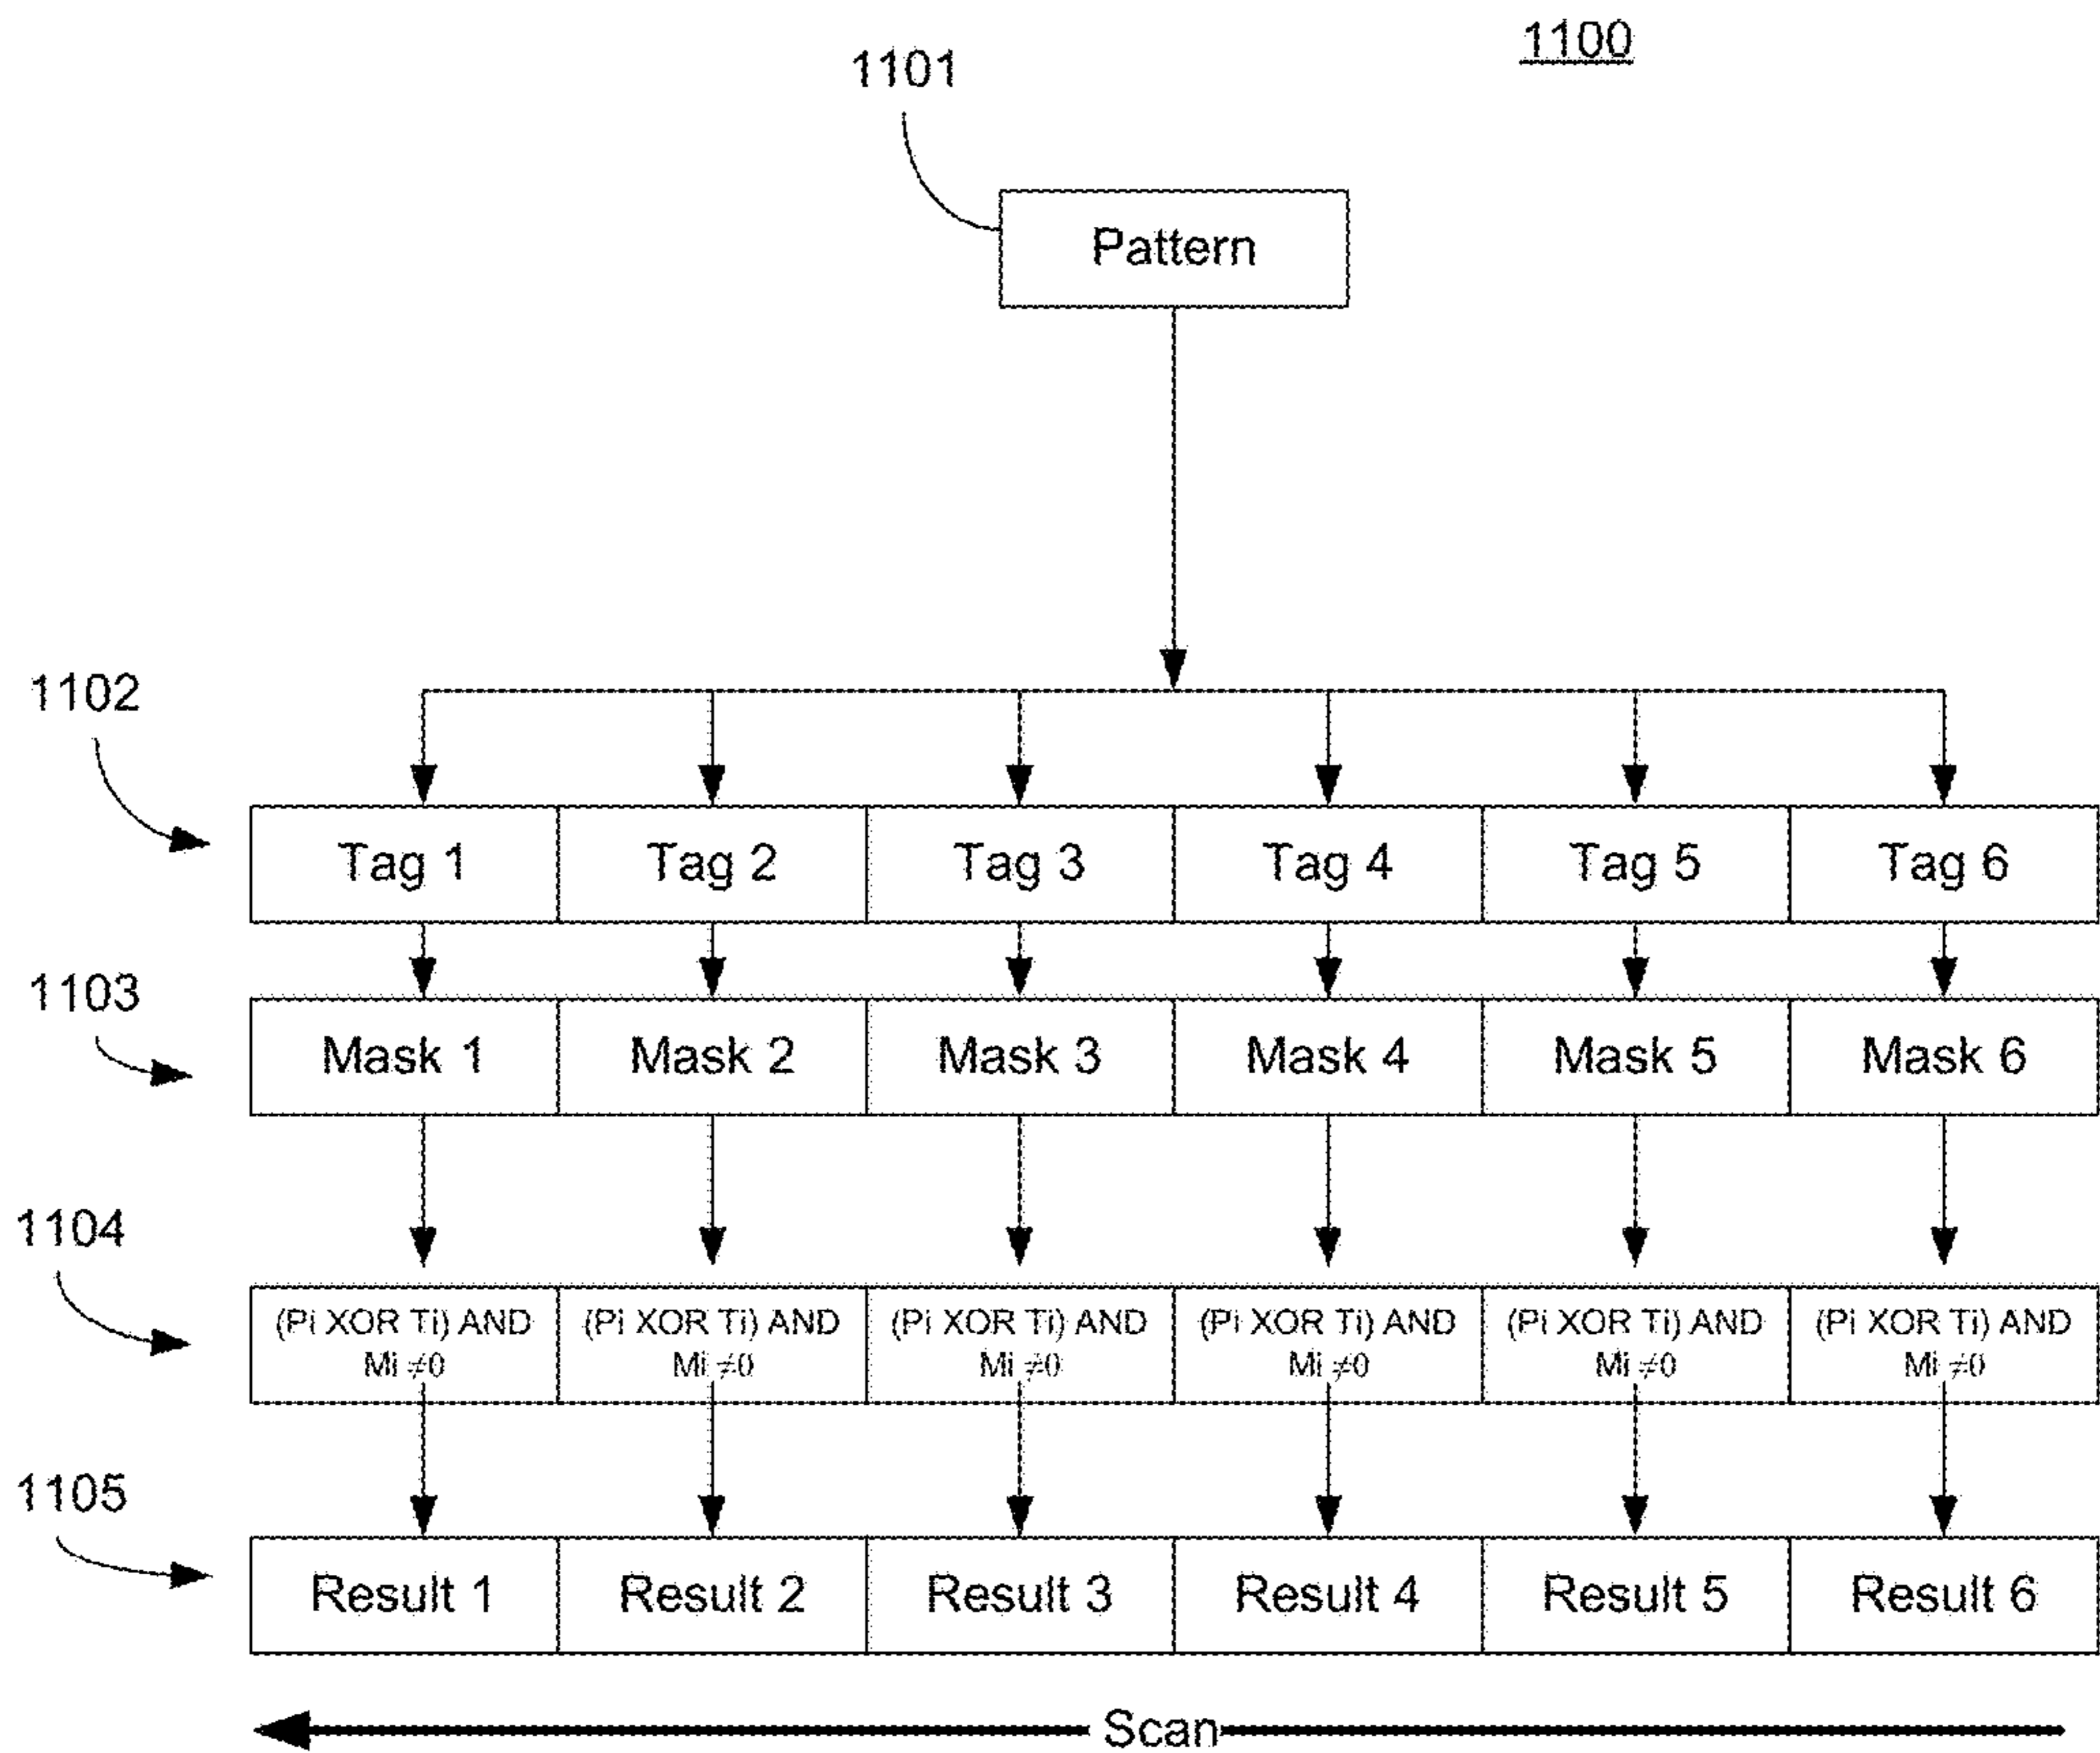 1100
1101
Pattern
1102
Tag 1 Tag 2 Tag 3 Tag 4 Tag 5 Tag 6
1103
Mask 1 Mask 2 Mask 3 Mask 4 Mask 5 Mask 6
1104
(Pi XOR Ti) AND (Pi XOR Ti) AND (Pi XOR Ti) AND (Pi XOR Ti) AND (Pi XOR Ti) AND (Pi XOR Ti) AND
Mi ≠0 Mi ≠0 Mi ≠0 Mi ≠0 Mi ≠0 Mi ≠0
1105
Result 1 Result 2 Result 3 Result 4 Result 5 Result 6
Scan